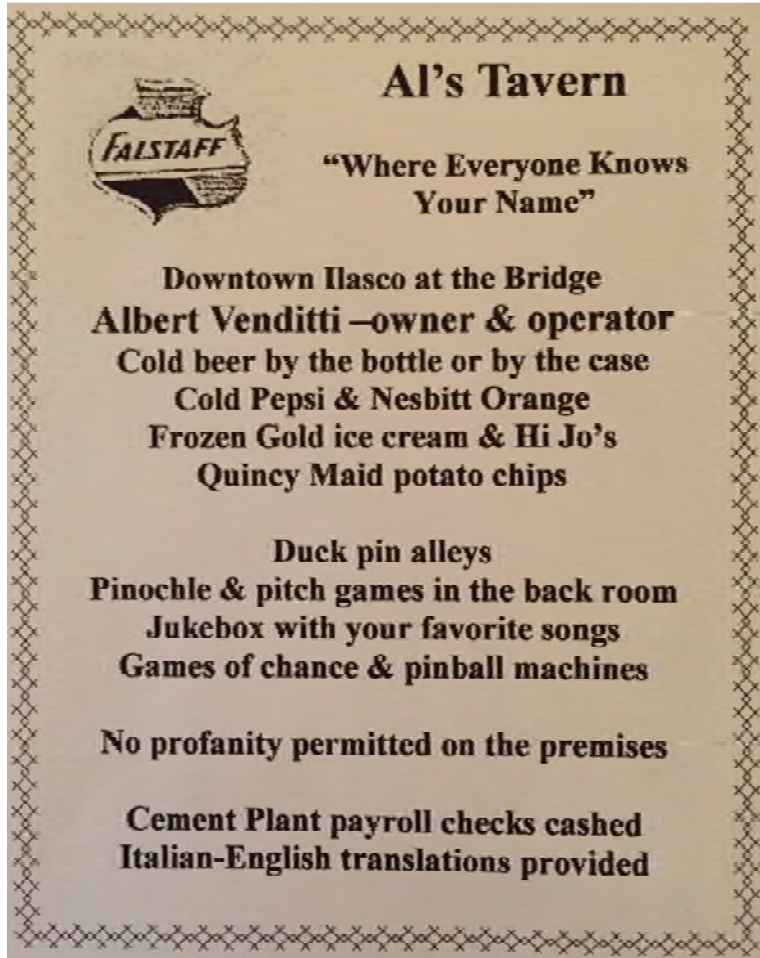 Al's Tavern
FALSTAFF
“Where Everyone Knows
Your Name”
Downtown Ilasco at the Bridge
Albert Venditti –owner & operator
Cold beer by the bottle or by the case
Cold Pepsi & Nesbitt Orange
Frozen Gold ice cream & Hi Jo's
Quincy Maid potato chips
Duck pin alleys
Pinochle & pitch games in the back room
Jukebox with your favorite songs
Games of chance & pinball machines
No profanity permitted on the premises
Cement Plant payroll checks cashed
Italian-English translations provided